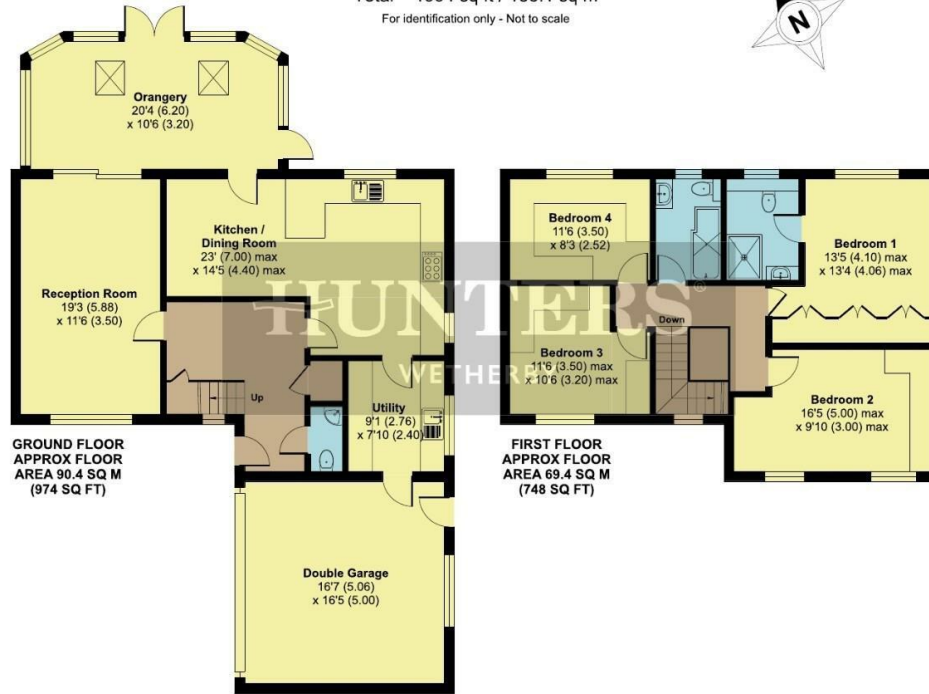 For identification only - Not to scale
N
Orangery
20'4 (6.20)
x 10'6 (3.20)
Kitchen /
Dining Room
23' (7.00) max
x 14'5 (4.40) max
Reception Room
19'3 (5.88)
x 11'6 (3.50)
Up
Utility
9'1 (2.76)
x 7'10 (2.40)
GROUND FLOOR
APPROX FLOOR
AREA 90.4 SQ M
(974 SQ FT)
Double Garage
16'7 (5.06)
x 16'5 (5.00)
Bedroom 4
11'6 (3.50)
x 8'3 (2.52)
Bedroom 1
13'5 (4.10) max
x 13'4 (4.06) max
Down
Bedroom 3
11'6 (3.50) max
x 10'6 (3.20) max
Bedroom 2
16'5 (5.00) max
x 9'10 (3.00) max
FIRST FLOOR
APPROX FLOOR
AREA 69.4 SQ M
(748 SQ FT)
HUNTERS®
WETHERBY